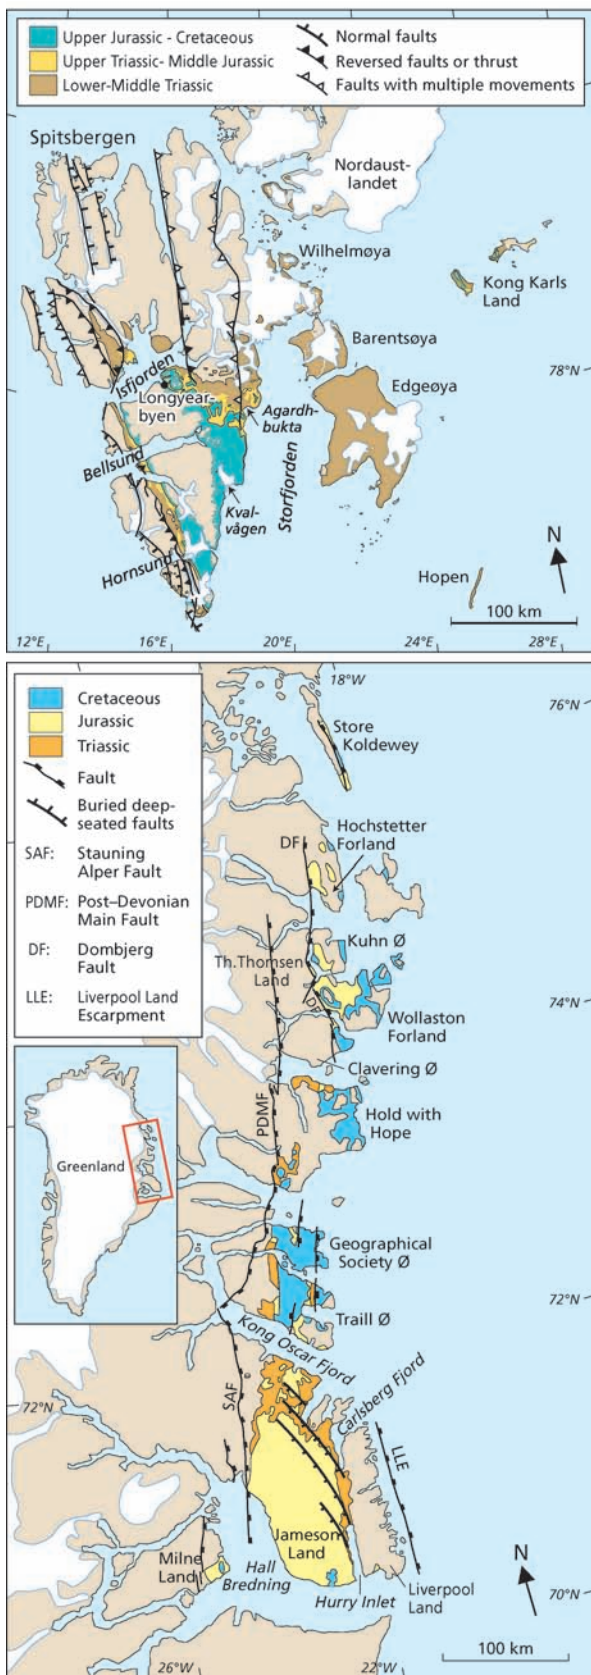 Upper Jurassic - Cretaceous
Upper Triassic- Middle Jurassic
Lower-Middle Triassic
Normal faults
Reversed faults or thrust
Faults with multiple movements
Spitsbergen
Nordaust-
landet
Wilhelmøya
Kong Karls
Land
Barentsøya
78°N
Edgeøya
Isfjorden
Longyear-
byen
Agardh-
bukta
Storfjorden
Bellsund
Kval-
vågen
Hornsund
N
Hopen
100 km
12°E
16°E
20°E
24°E
28°E
Cretaceous
Jurassic
Triassic
Fault
Buried deep-
seated faults
SAF: Stauning
Alper Fault
PDMF: Post–Devonian
Main Fault
DF: Dombjerg
Fault
LLE: Liverpool Land
Escarpment
18°W
76°N
Store
Koldewey
DF
Hochstetter
Forland
Kuhn Ø
Th.Thomsen
Land
DF
74°N
Wollaston
Forland
Clavering Ø
PDMF
Hold with
Hope
Greenland
Geographical
Society Ø
72°N
Traill Ø
Kong Oscar Fjord
72°N
SAF
Carlsberg Fjord
LLE
Jameson
Land
Milne
Land
Hall
Bredning
Hurry Inlet
Liverpool
Land
N
70°N
100 km
26°W
22°W